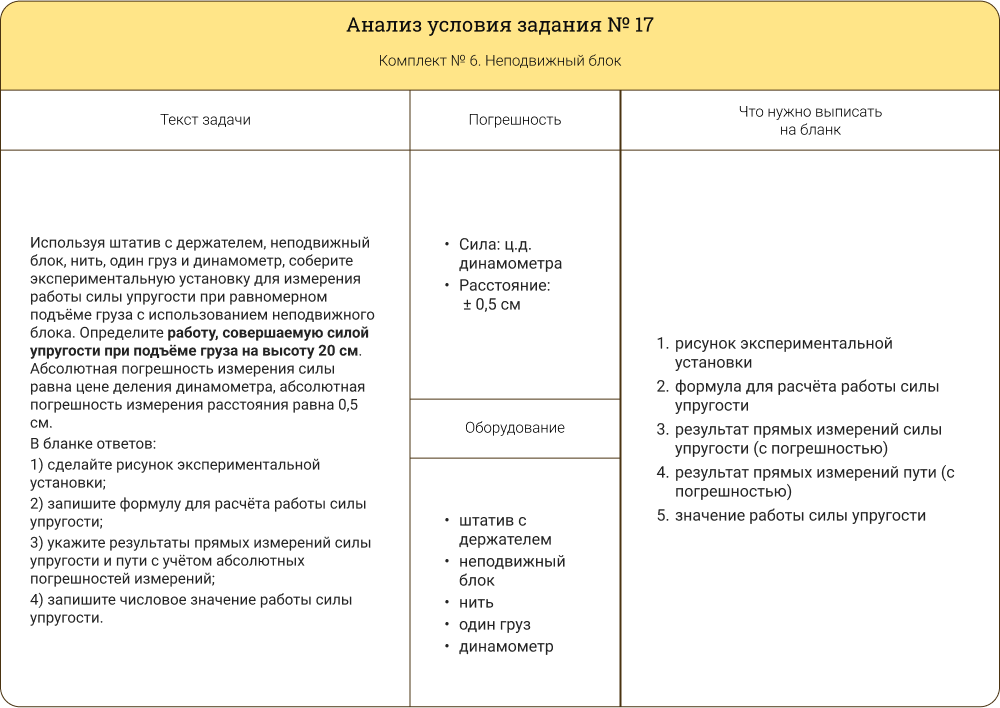 Анализ условия задания № 17
Комплект № 6. Неподвижный блок
Текст задачи
Погрешность
Что нужно выписать
на бланк
Используя штатив с держателем, неподвижный
блок, нить, один груз и динамометр, соберите
экспериментальную установку для измерения
работы силы упругости при равномерном
подъёме груза с использованием неподвижного
блока. Определите работу, совершаемую силой
упругости при подъёме груза на высоту 20 см.
Абсолютная погрешность измерения силы
равна цене деления динамометра, абсолютная
погрешность измерения расстояния равна 0,5
см.
В бланке ответов:
1) сделайте рисунок экспериментальной
установки;
2) запишите формулу для расчёта работы силы
упругости;
3) укажите результаты прямых измерений силы
упругости и пути с учётом абсолютных
погрешностей измерений;
4) запишите числовое значение работы силы
упругости.
• Сила: ц.д.
динамометра
• Расстояние:
± 0,5 см
Оборудование
• штатив с
держателем
• неподвижный
блок
• нить
• один груз
• динамометр
1. рисунок экспериментальной
установки
2. формула для расчёта работы силы
упругости
3. результат прямых измерений силы
упругости (с погрешностью)
4. результат прямых измерений пути (с
погрешностью)
5. значение работы силы упругости